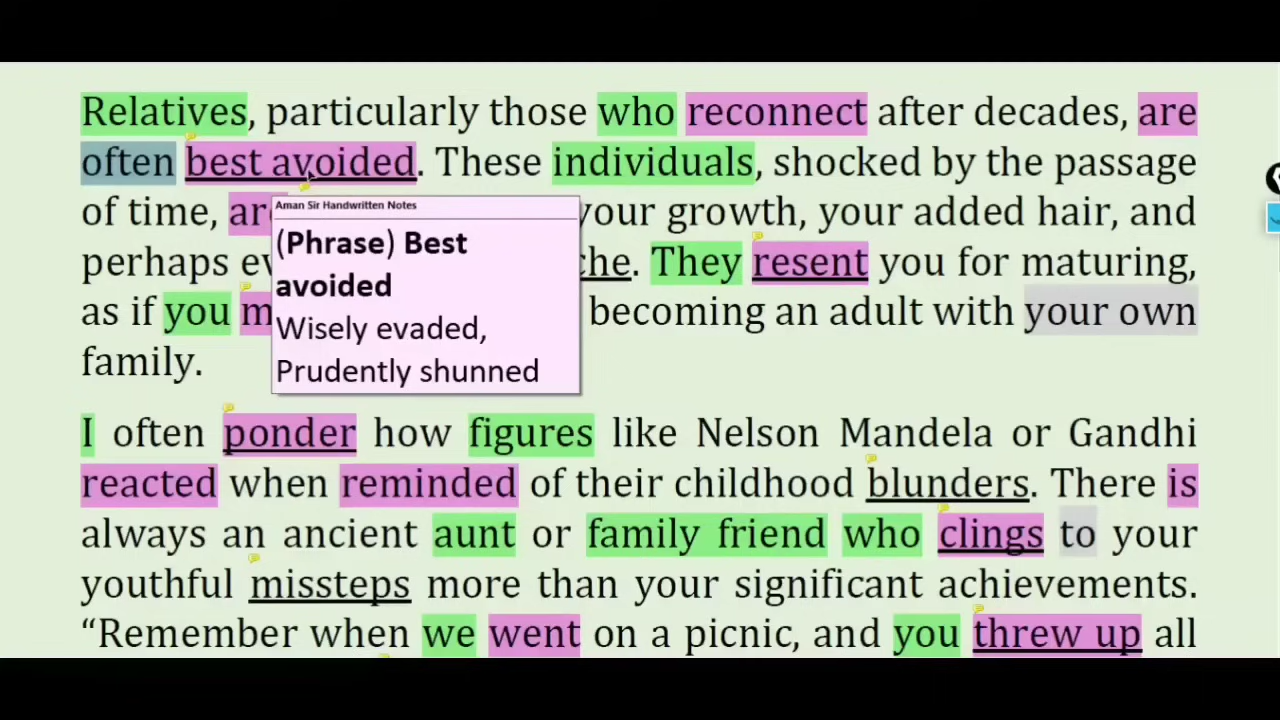 Relatives, particularly those who reconnect after decades, are
often best avoided. These individuals, shocked by the passage
of time, are your growth, your added hair, and
perhaps che. They resent you for maturing,
as if you becoming an adult with your own
family.
Aman Sir Handwritten Notes
(Phrase) Best
avoided
Wisely evaded,
Prudently shunned
I often ponder how figures like Nelson Mandela or Gandhi
reacted when reminded of their childhood blunders. There is
always an ancient aunt or family friend who clings to your
youthful missteps more than your significant achievements.
“Remember when we went on a picnic, and you threw up all